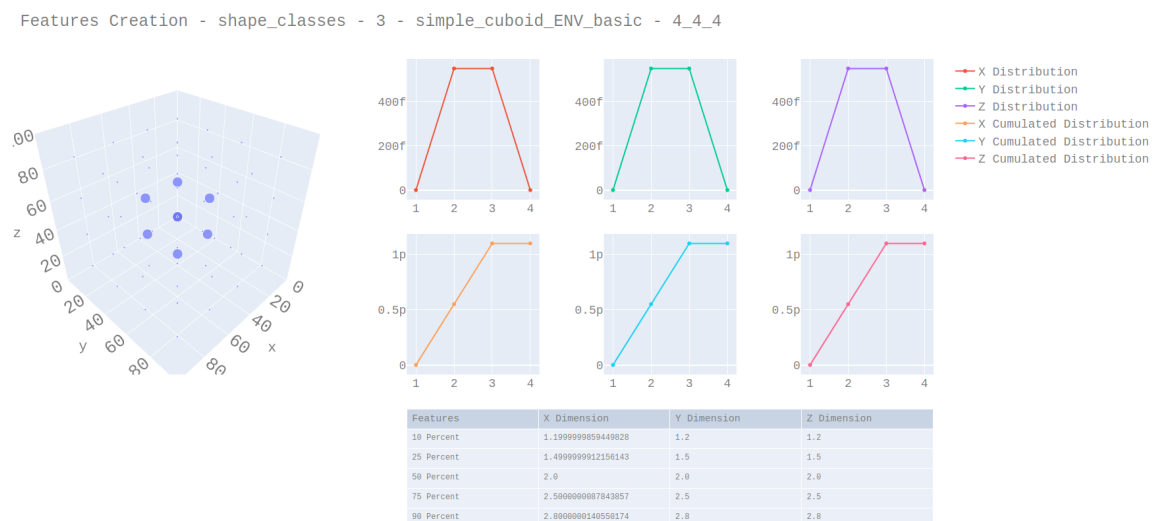 Features Creation - shape_classes - 3 - simple_cuboid_ENV_basic - 4_4_4
X Distribution
Y Distribution
Z Distribution
X Cumulated Distribution
Y Cumulated Distribution
Z Cumulated Distribution
400f 400f 400f
200f 200f 200f
0 0 0
1 2 3 4 1 2 3 4 1 2 3 4
1p 1p 1p
0.5p 0.5p 0.5p
0 0 0
1 2 3 4 1 2 3 4 1 2 3 4
80
60
z 40
20
0 0
20 20
40 40
y 60 60 x
80 80
Features X Dimension Y Dimension Z Dimension
10 Percent 1.1999999859449828 1.2 1.2
25 Percent 1.4999999912156143 1.5 1.5
50 Percent 2.0 2.0 2.0
75 Percent 2.5000000087843857 2.5 2.5
90 Percent 2.8000000140550174 2.8 2.8